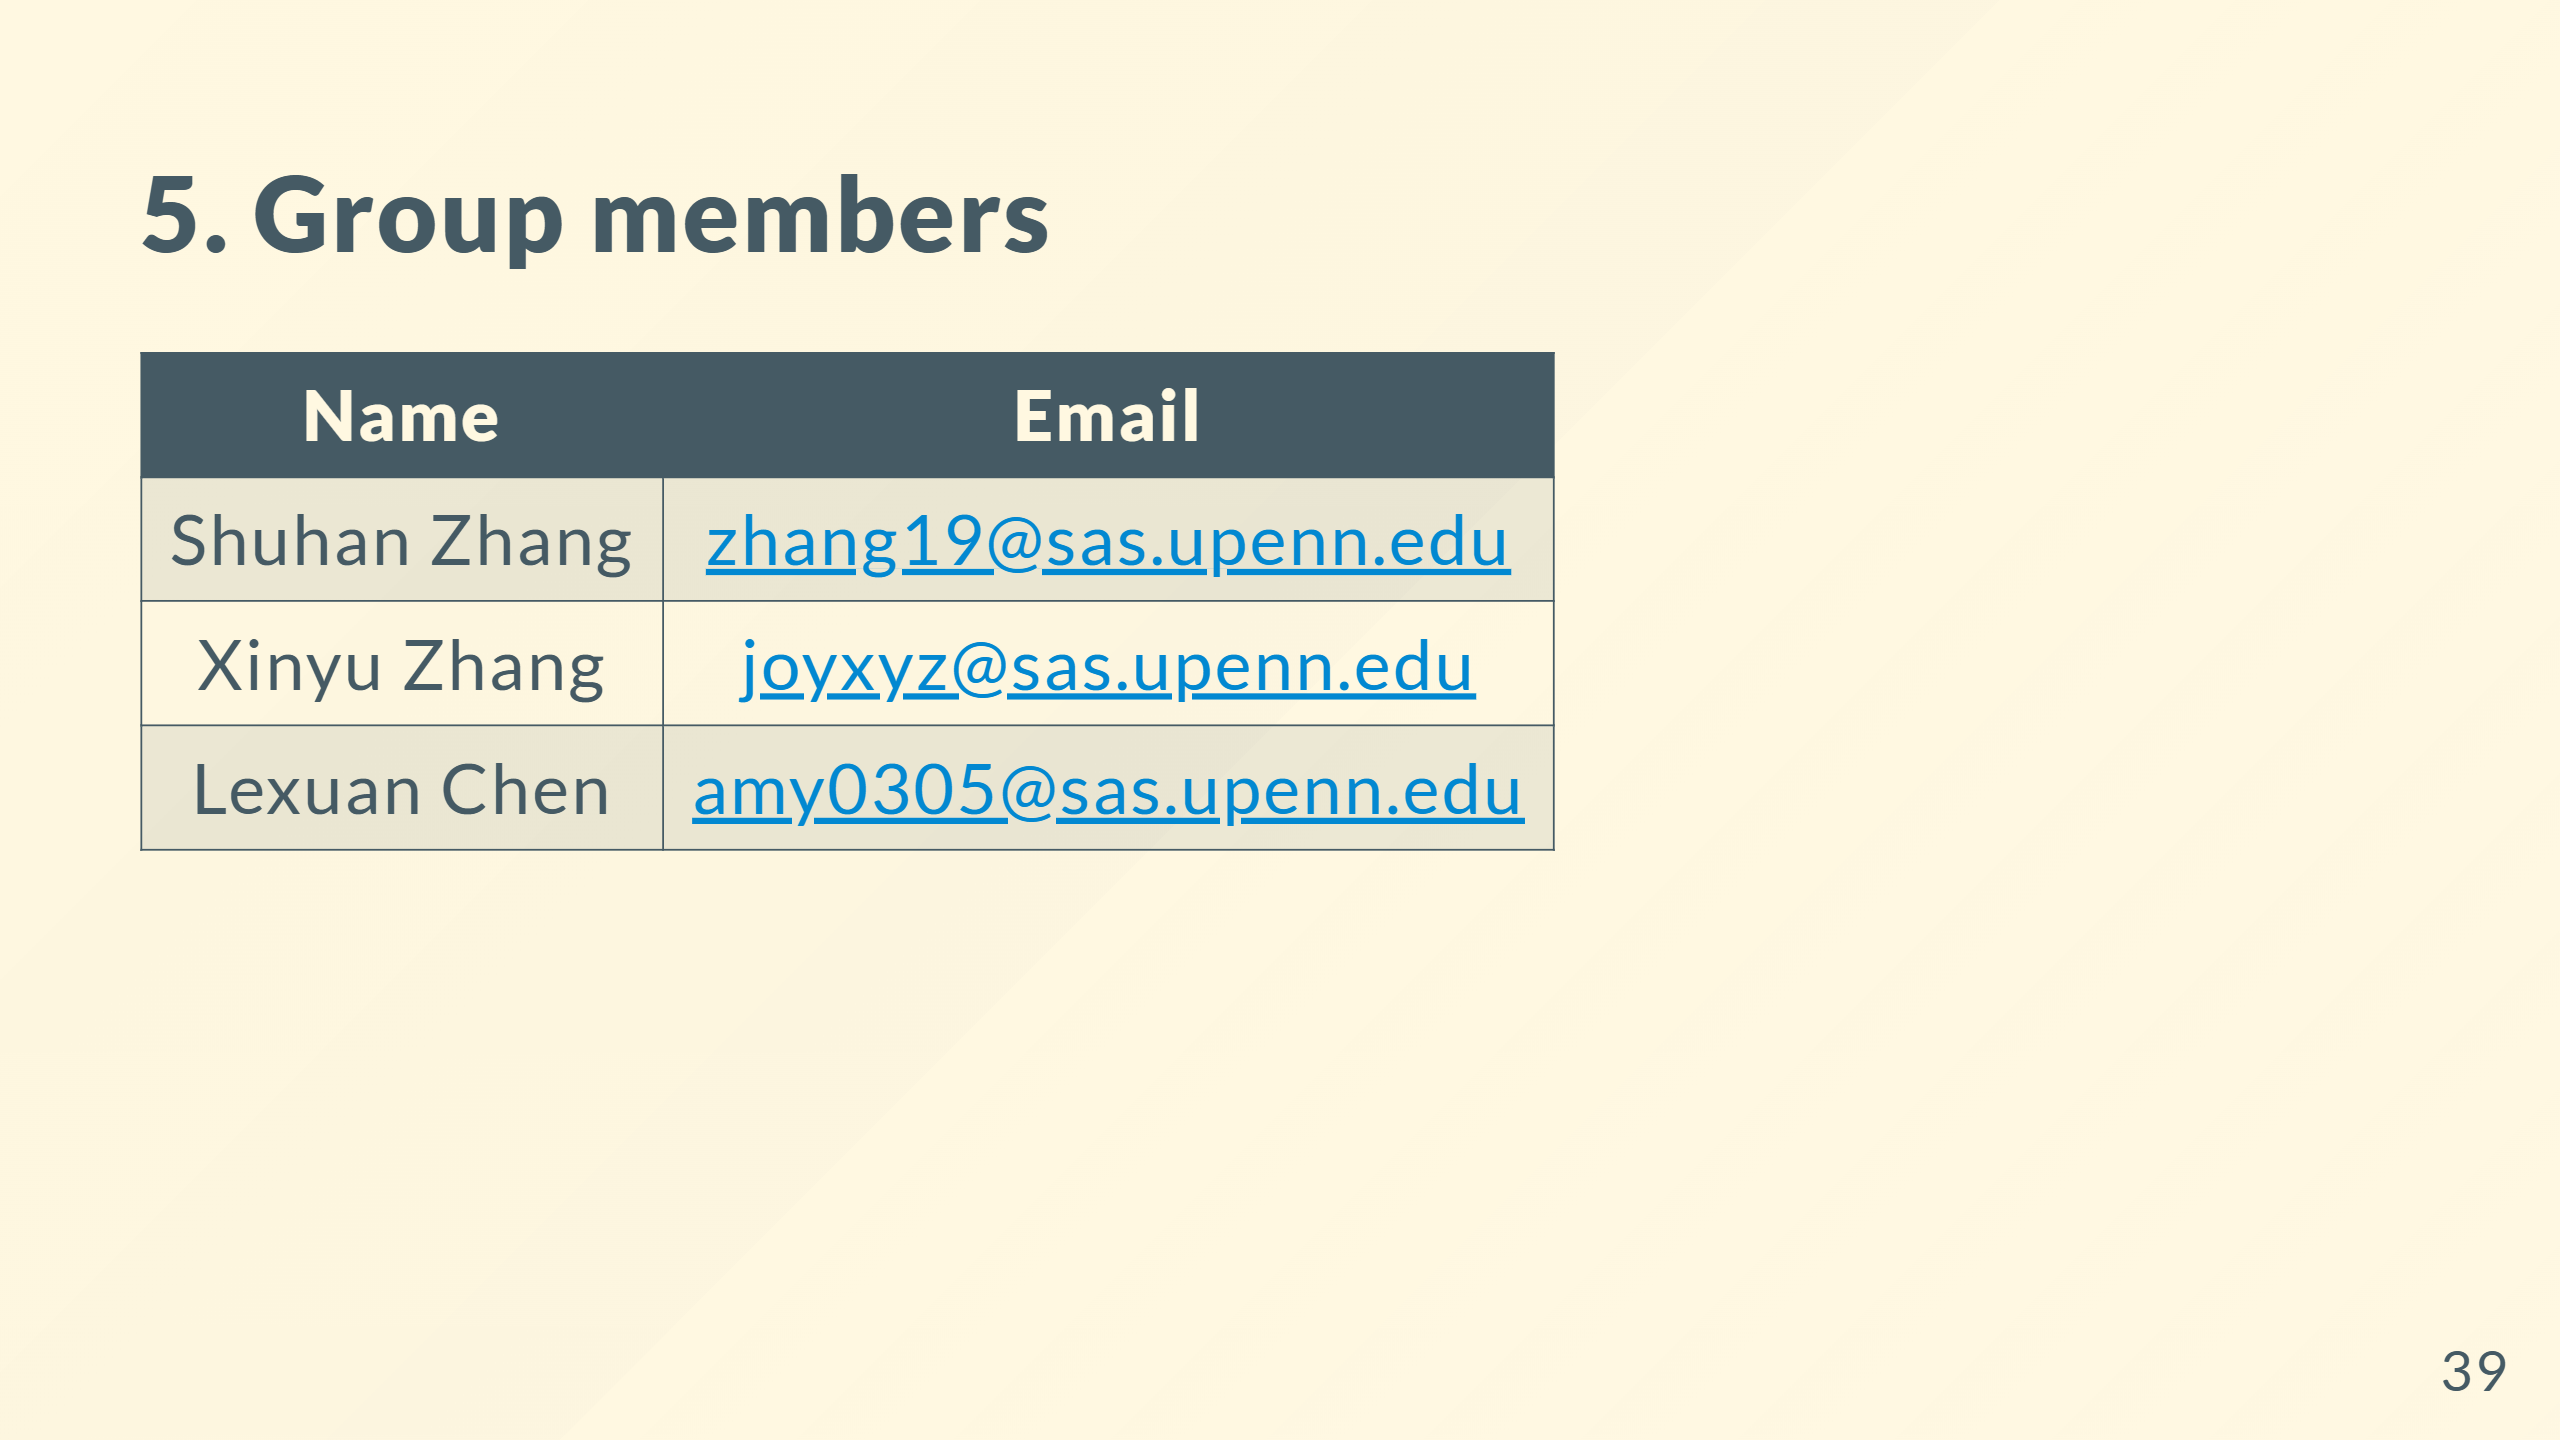 5. Group members
Name Email
Shuhan Zhang zhang19@sas.upenn.edu
Xinyu Zhang joyxyz@sas.upenn.edu
Lexuan Chen amy0305@sas.upenn.edu
39